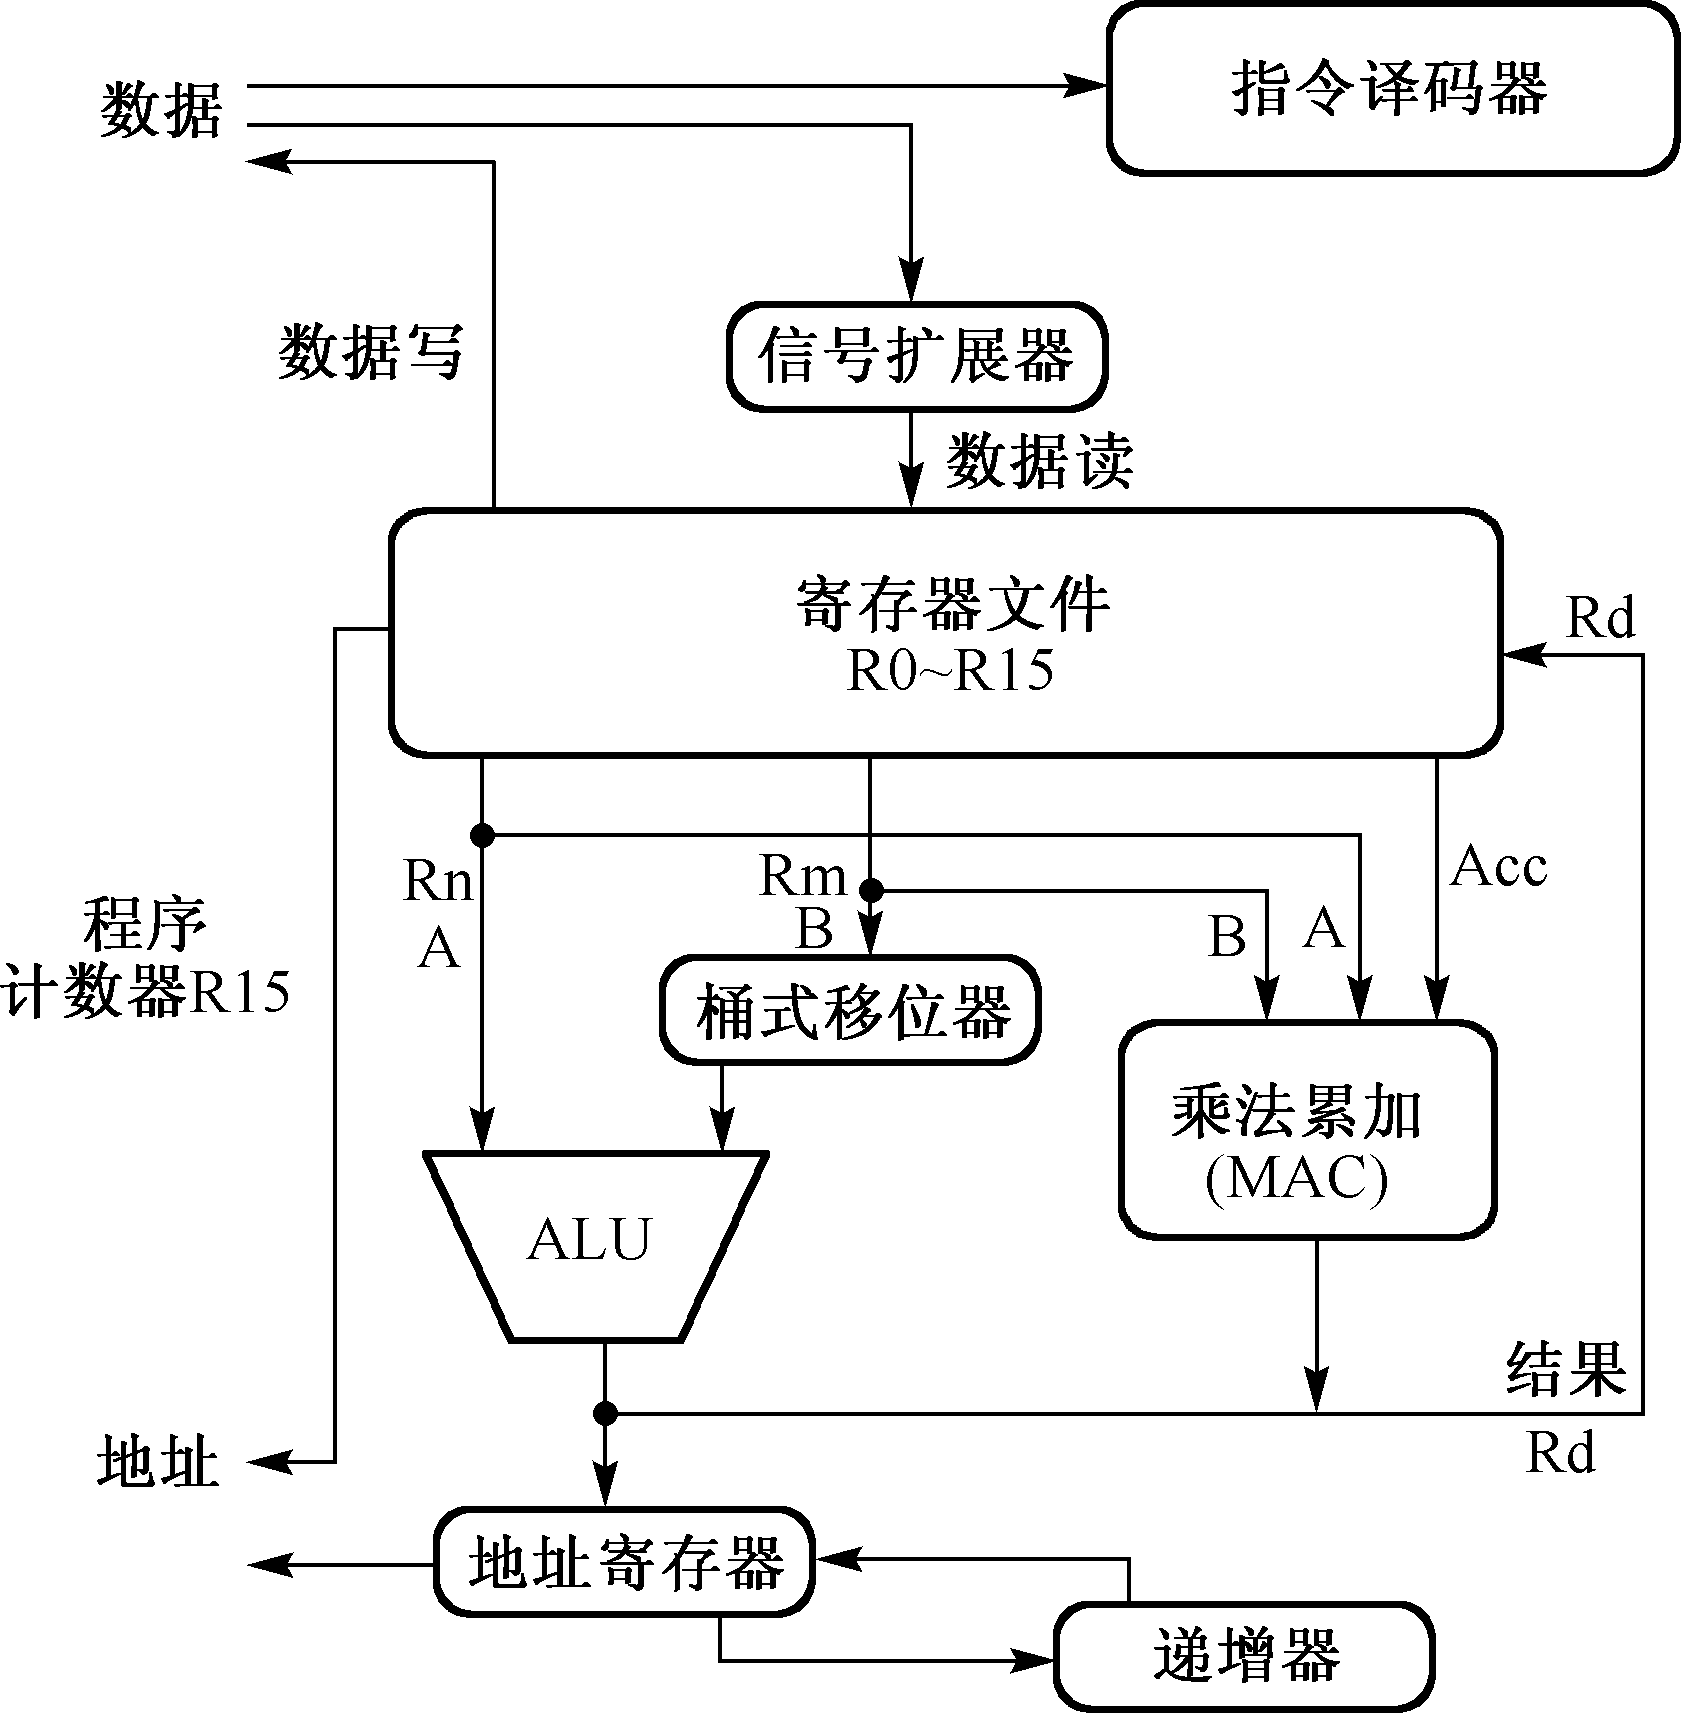 指令译码器
数据
数据写
信号扩展器
数据读
寄存器文件
R0~R15
Rd
Rn
A
Rm
B
B
A
Acc
程序
计数器R15
桶式移位器
乘法累加
(MAC)
ALU
结果
Rd
地址
地址寄存器
递增器